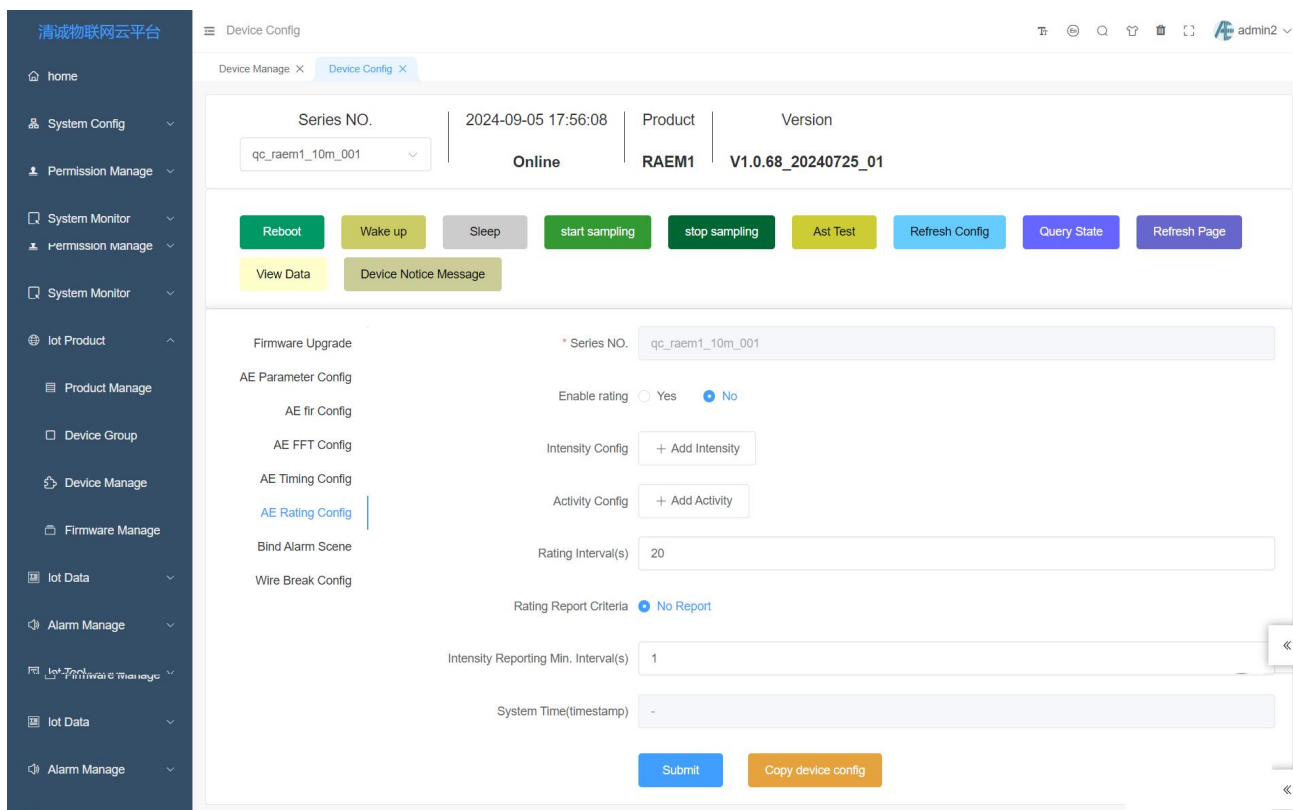 清诚物联网云平台
home
System Config
Permission Manage
System Monitor
Permission Manage
System Monitor
Iot Product
Product Manage
Device Group
Device Manage
Firmware Manage
Iot Data
Alarm Manage
Iot Data
Alarm Manage
Device Config
En
admin2
Device Manage
Device Config
Series NO.
2024-09-05 17:56:08
Product
Version
qc_raem1_10m_001
Online
RAEM1
V1.0.68_20240725_01
Reboot
Wake up
Sleep
start sampling
stop sampling
Ast Test
Refresh Config
Query State
Refresh Page
View Data
Device Notice Message
Firmware Upgrade
AE Parameter Config
AE fir Config
AE FFT Config
AE Timing Config
AE Rating Config
Bind Alarm Scene
Wire Break Config
* Series NO. qc_raem1_10m_001
Enable rating Yes No
Intensity Config + Add Intensity
Activity Config + Add Activity
Rating Interval(s) 20
Rating Report Criteria No Report
Intensity Reporting Min. Interval(s) 1
System Time(timestamp) -
Submit Copy device config